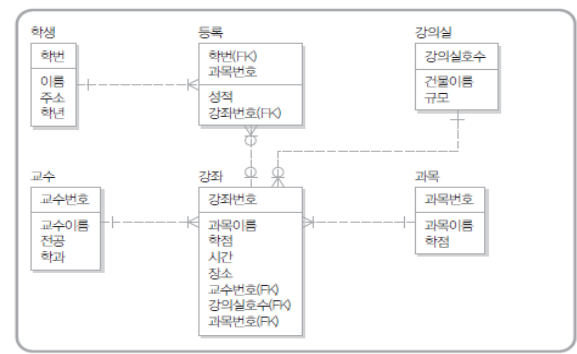 학생
학번
이름
주소
학년
등록
학번(FK)
과목번호
성적
강좌번호(FK)
강의실
강의실호수
건물이름
규모
교수
교수번호
교수이름
전공
학과
강좌
강좌번호
과목이름
학점
시간
장소
교수번호(FK)
강의실호수(FK)
과목번호(FK)
과목
과목번호
과목이름
학점